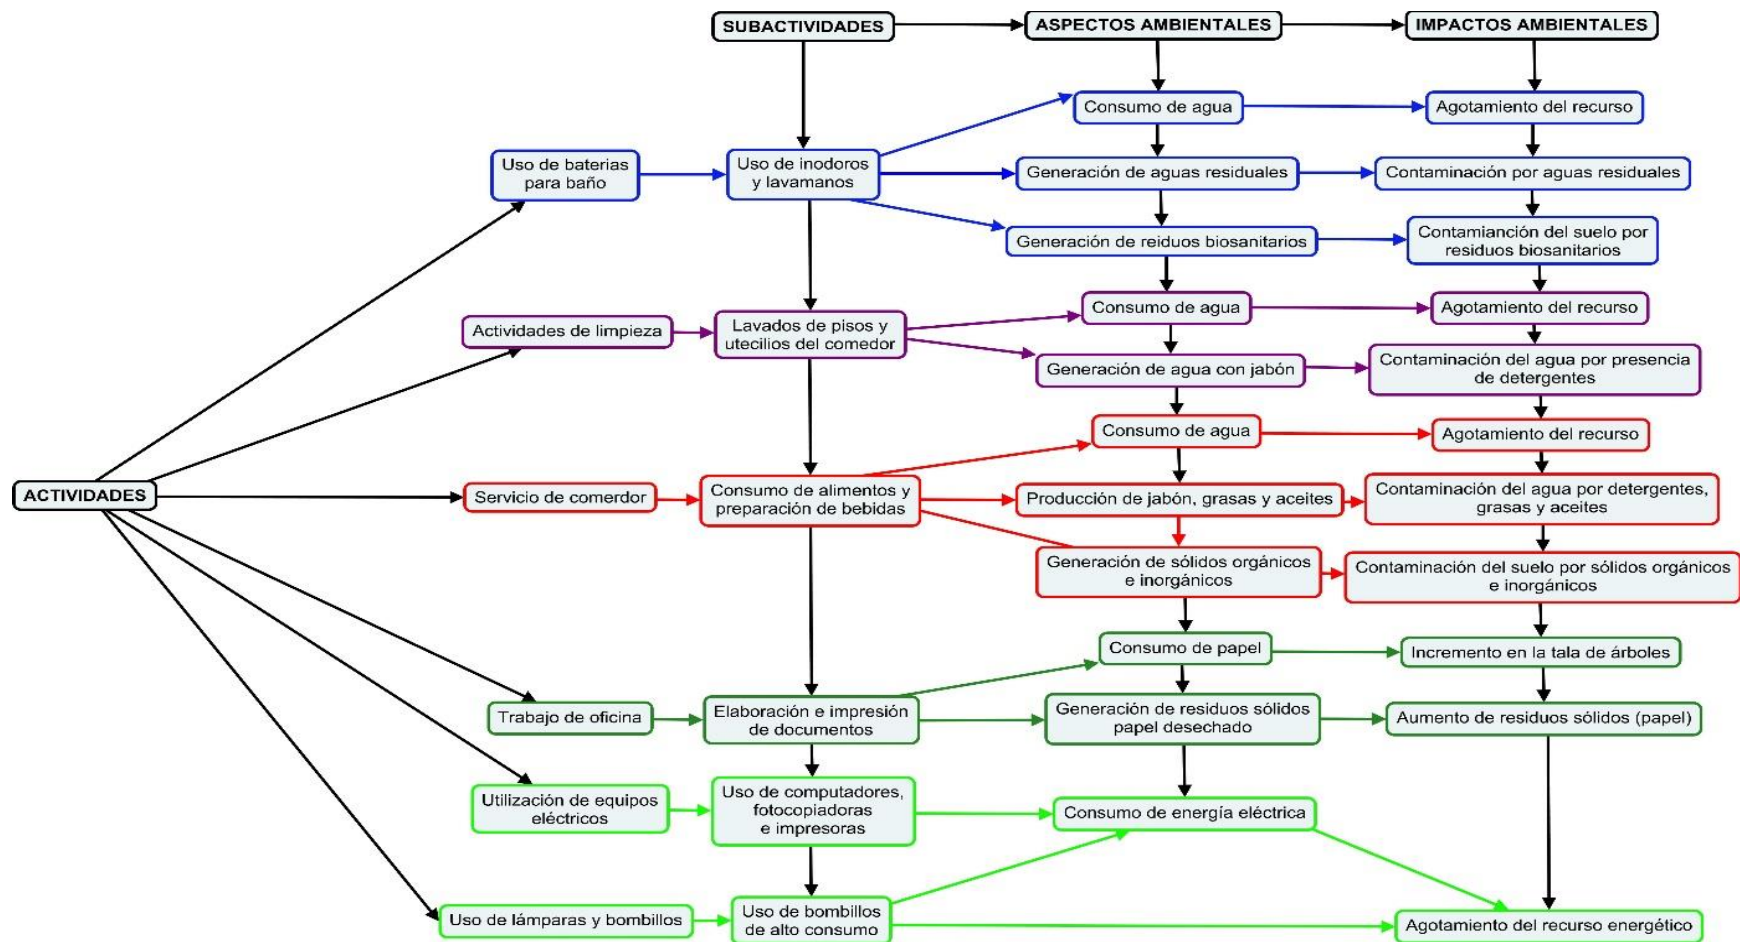 SUBACTIVIDADES
ASPECTOS AMBIENTALES
IMPACTOS AMBIENTALES
Consumo de agua
Agotamiento del recurso
Uso de baterias
para baño
Uso de inodoros
y lavamanos
Generación de aguas residuales
Contaminación por aguas residuales
Generación de reiduos biosanitarios
Contamianción del suelo por
residuos biosanitarios
Consumo de agua
Agotamiento del recurso
Actividades de limpieza
Lavados de pisos y
utecilios del comedor
Generación de agua con jabón
Contaminación del agua por presencia
de detergentes
Consumo de agua
Agotamiento del recurso
ACTIVIDADES
Servicio de comerdor
Consumo de alimentos y
preparación de bebidas
Producción de jabón, grasas y aceites
Contaminación del agua por detergentes,
grasas y aceites
Generación de sólidos orgánicos
e inorgánicos
Contaminación del suelo por sólidos orgánicos
e inorgánicos
Consumo de papel
Incremento en la tala de árboles
Trabajo de oficina
Elaboración e impresión
de documentos
Generación de residuos sólidos
papel desechado
Aumento de residuos sólidos (papel)
Utilización de equipos
eléctricos
Uso de computadores,
fotocopiadoras
e impresoras
Consumo de energía eléctrica
Uso de lámparas y bombillos
Uso de bombillos
de alto consumo
Agotamiento del recurso energético